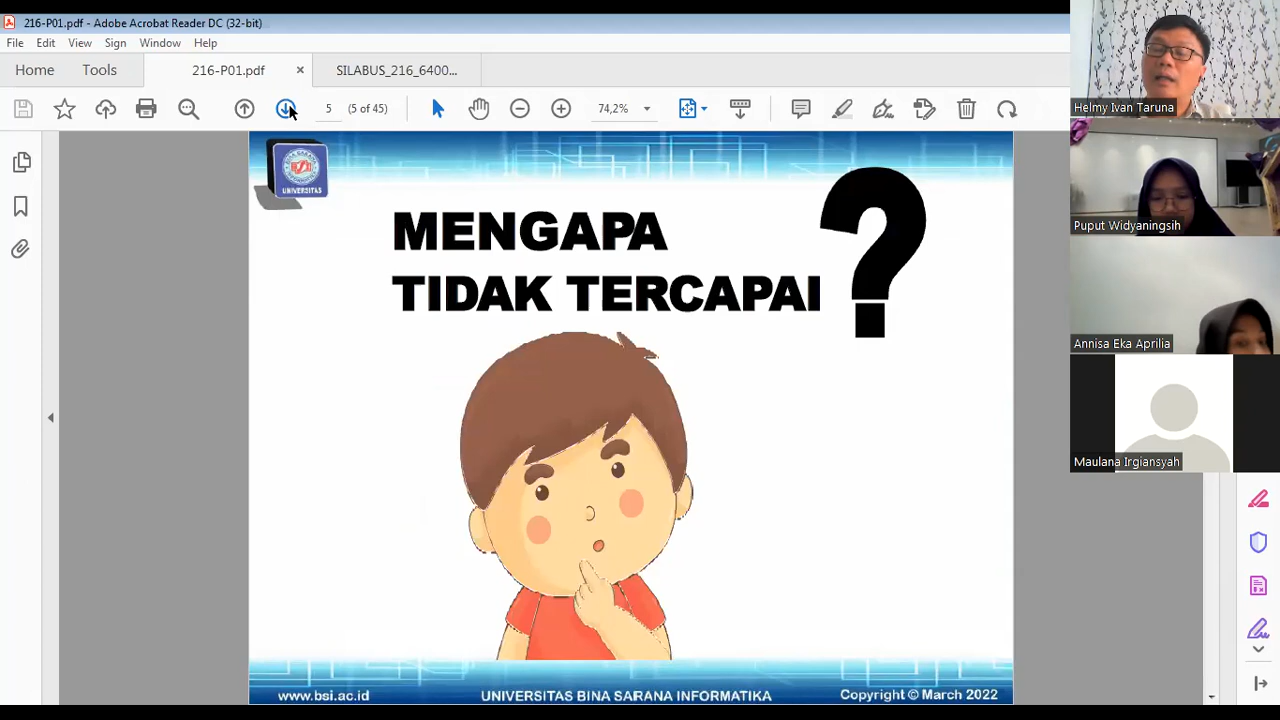 216-P01.pdf - Adobe Acrobat Reader DC (32-bit)
File Edit View Sign Window Help
Home Tools 216-P01.pdf × SILABUS_216_6400...
5 (5 of 45) 74,2%
UNIVERSITAS
MENGAPA
TIDAK TERCAPAI ?
www.bsi.ac.id UNIVERSITAS BINA SARANA INFORMATIKA Copyright © March 2022
Helmy Ivan Taruna
Puput Widyaningsih
Annisa Eka Aprilia
Maulana Irgiansyah